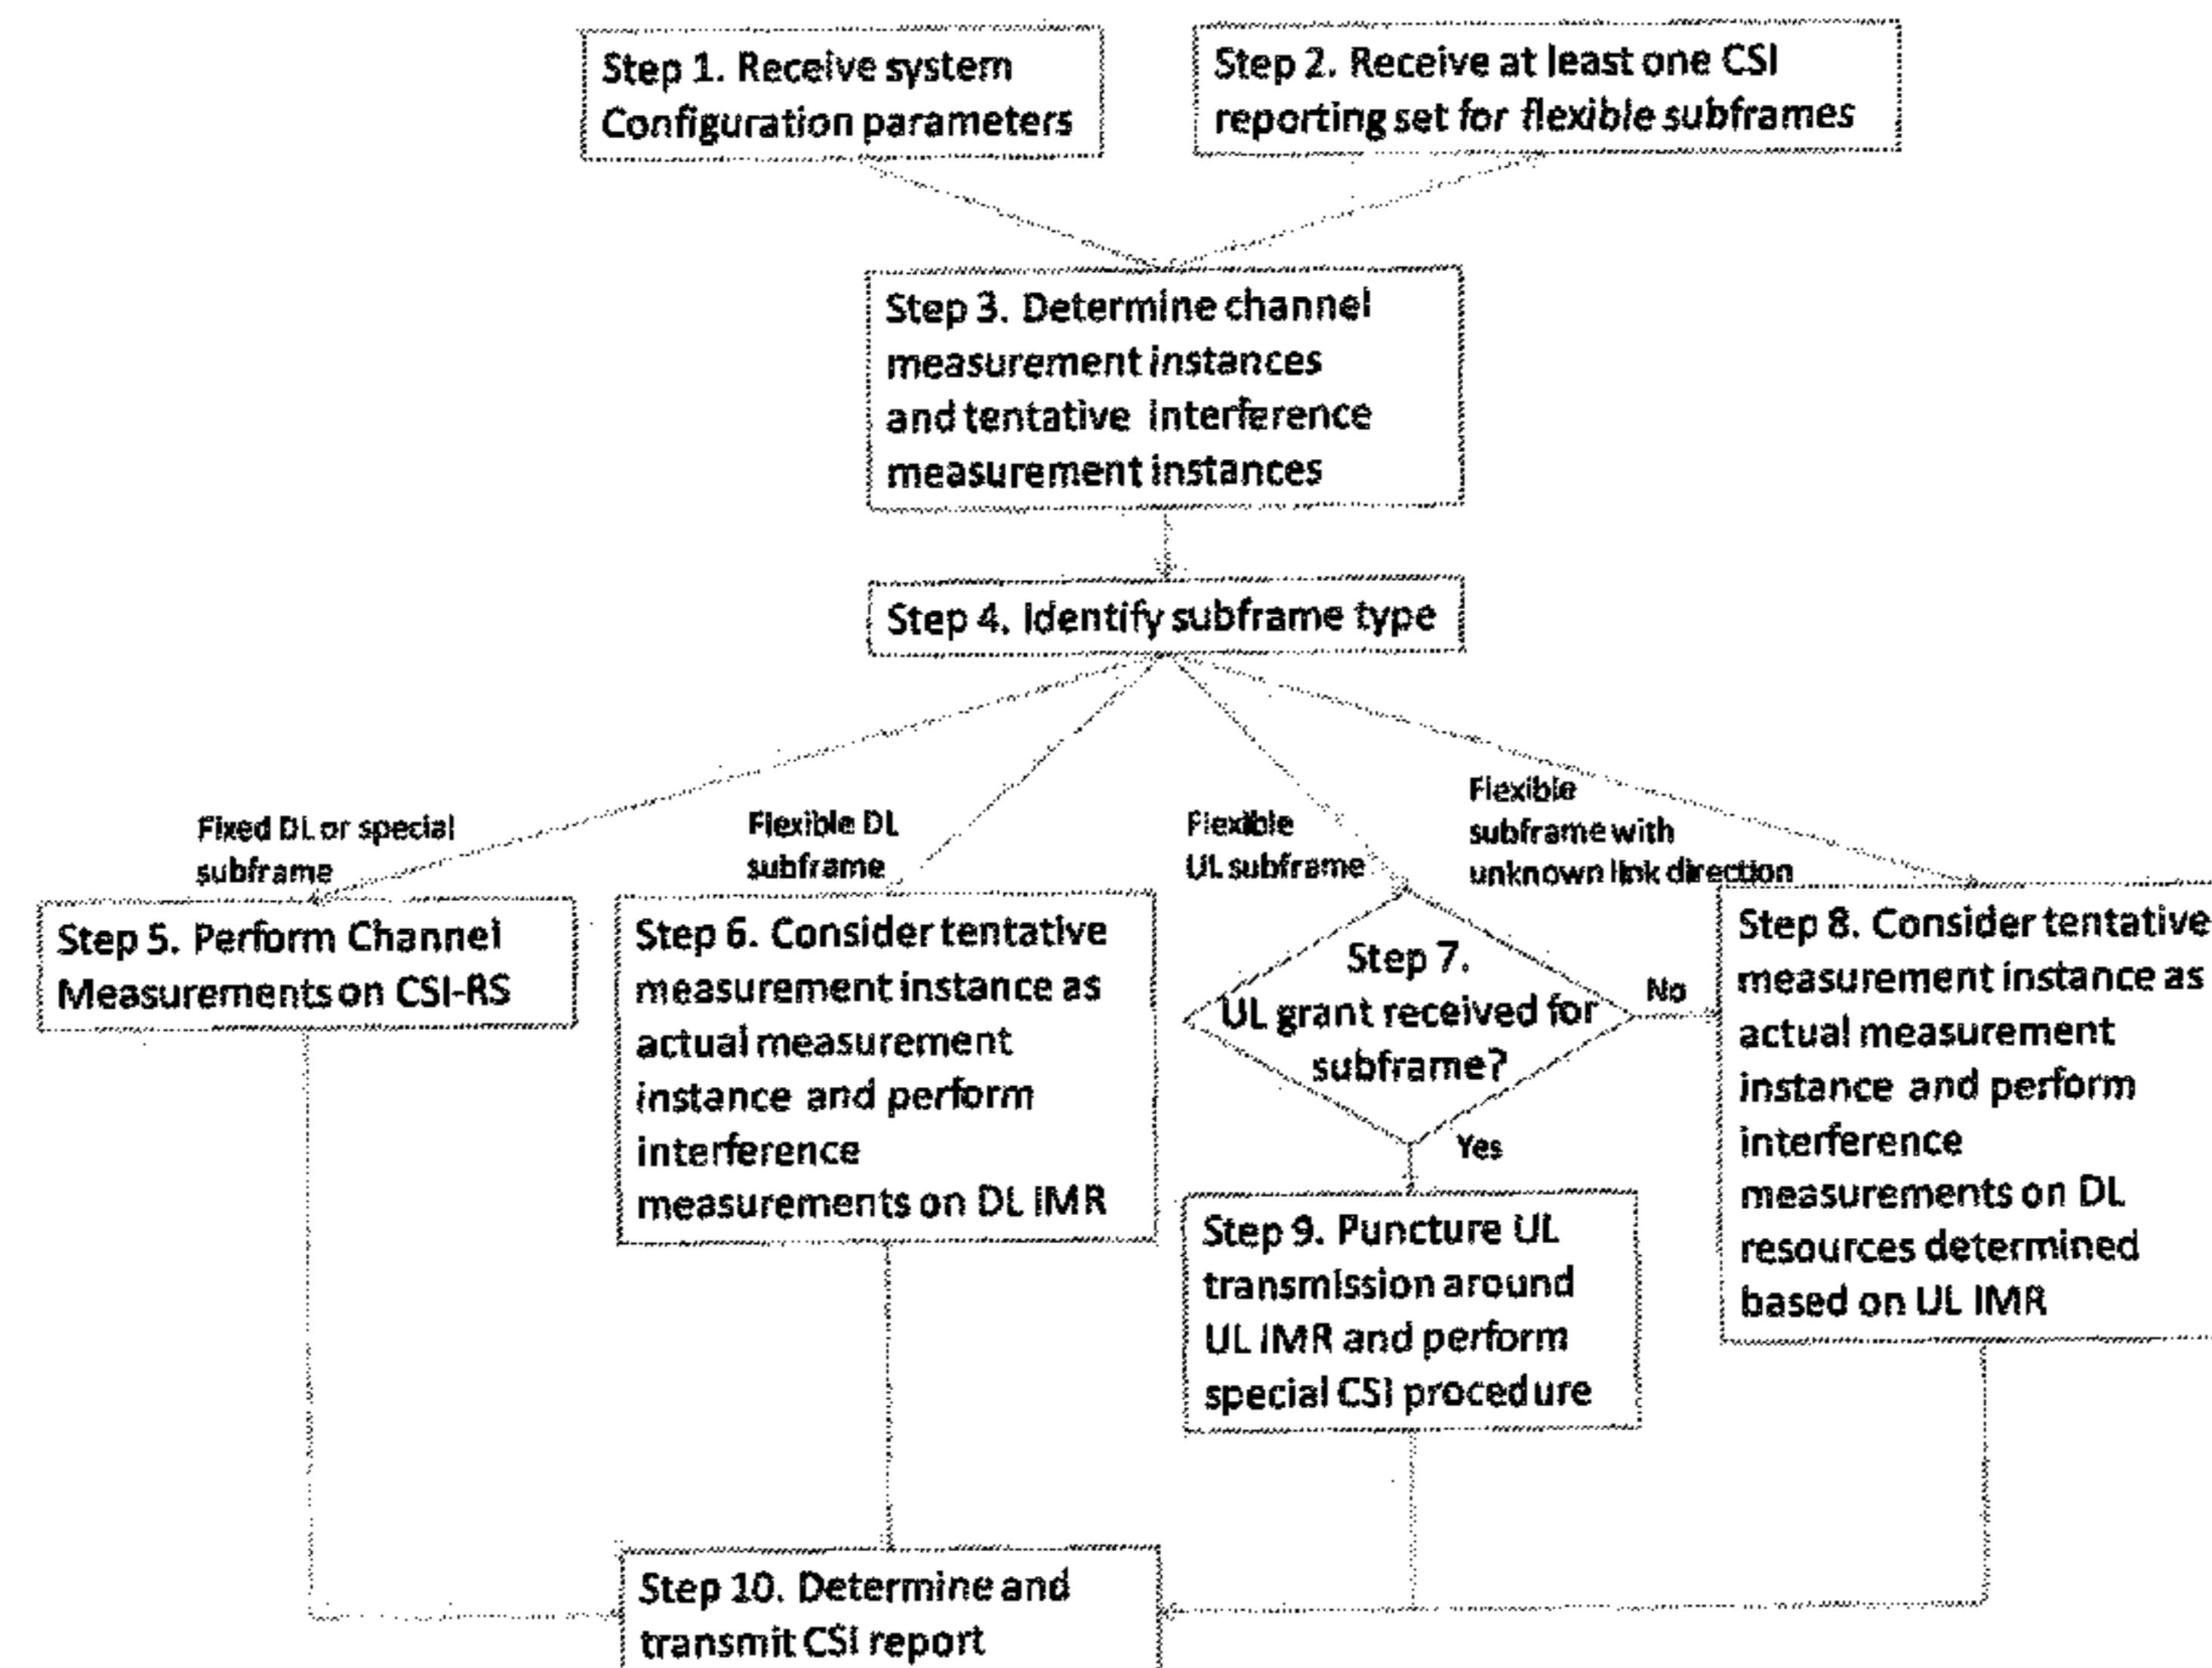 Step 1. Receive system
Configuration parameters
Step 2. Receive at least one CSI
reporting set for flexible subframes
Step 3. Determine channel
measurement instances
and tentative interference
measurement instances
Step 4. Identify subframe type
Fixed DL or special
subframe
Flexible DL
subframe
Flexible
UL subframe
Flexible
subframe with
unknown link direction
Step 5. Perform Channel
Measurements on CSI-RS
Step 6. Consider tentative
measurement instance as
actual measurement
instance and perform
interference
measurements on DL IMR
Step 7.
UL grant received for
subframe?
No
Yes
Step 8. Consider tentative
measurement instance as
actual measurement
instance and perform
interference
measurements on DL
resources determined
based on UL IMR
Step 9. Puncture UL
transmission around
UL IMR and perform
special CSI procedure
Step 10. Determine and
transmit CSI report